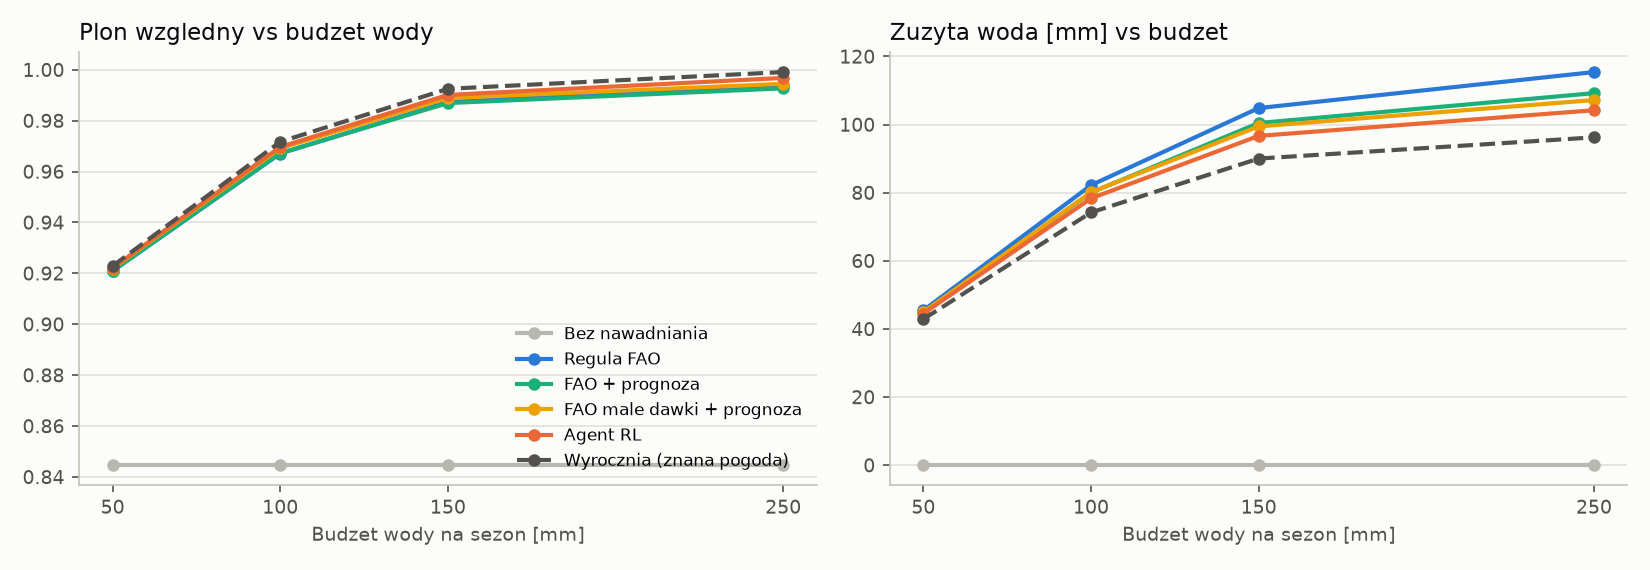 Plon wzgledny vs budzet wody
1.00
0.98
0.96
0.94
0.92
0.90
0.88
0.86
0.84
50
100
150
250
Budzet wody na sezon [mm]
Bez nawadniania
Regula FAO
FAO + prognoza
FAO male dawki + prognoza
Agent RL
Wyrocznia (znana pogoda)
Zuzyta woda [mm] vs budzet
120
100
80
60
40
20
0
50
100
150
250
Budzet wody na sezon [mm]